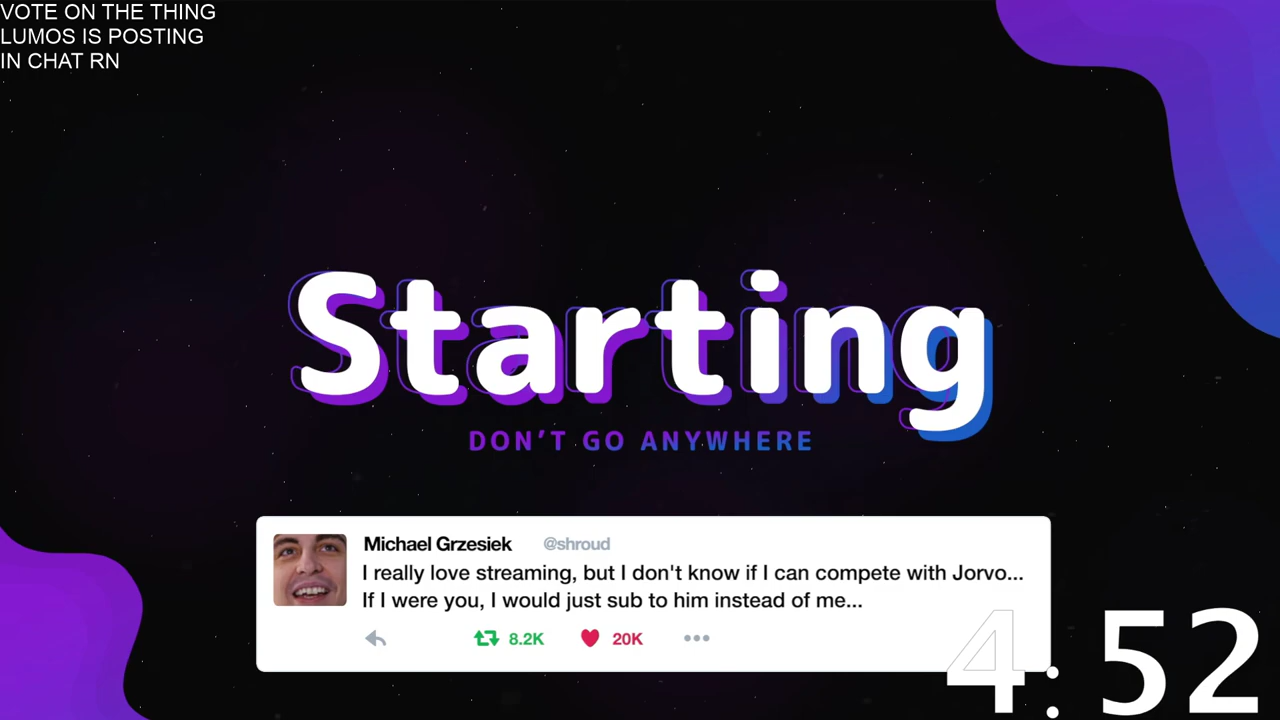 VOTE ON THE THING
LUMOS IS POSTING
IN CHAT RN
Starting
DON’T GO ANYWHERE
Michael Grzesiek @shroud
I really love streaming, but I don't know if I can compete with Jorvo...
If I were you, I would just sub to him instead of me...
8.2K 20K
4:52